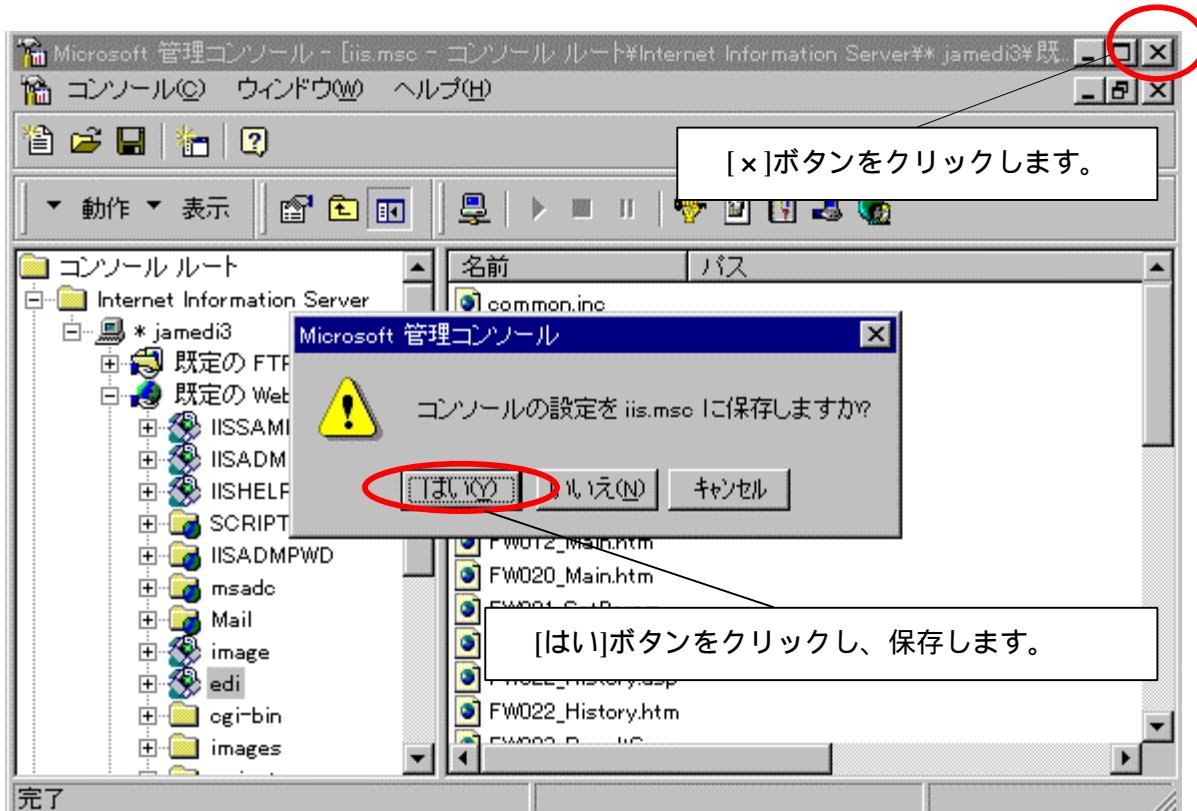 Microsoft 管理コンソール - [iis.msc - コンソール ルート¥Internet Information Server¥* jamedi3¥既...
コンソール(C) ウィンドウ(W) ヘルプ(H)
[×]ボタンをクリックします。
動作 表示
コンソール ルート
名前 パス
Internet Information Server
common.inc
* jamedi3
Microsoft 管理コンソール
既定の FTP
既定の Web
コンソールの設定を iis.msc に保存しますか?
IISSAM
IISADM
IISHELP
はい(Y) いいえ(N) キャンセル
SCRIPT
FW012_Main.htm
IISADMPWD
FW020_Main.htm
msadc
Mail
[はい]ボタンをクリックし、保存します。
image
edi
FW022_History.asp
cgi-bin
FW022_History.htm
images
完了